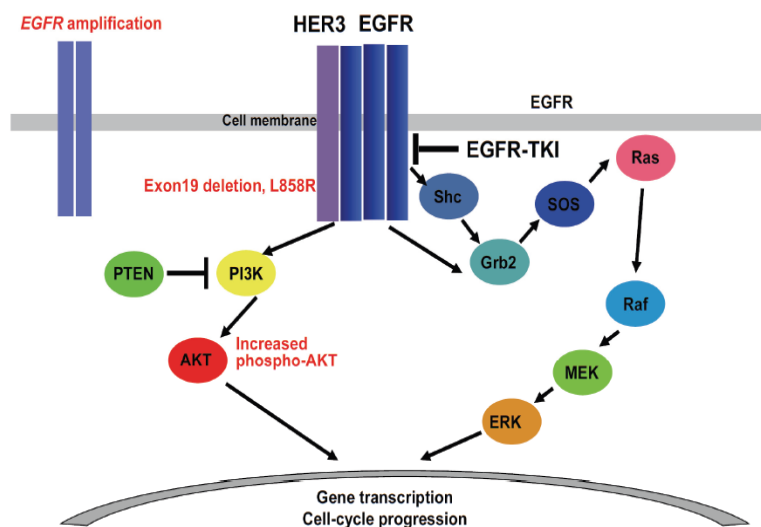 EGFR amplification
HER3 EGFR
EGFR
Cell membrane
EGFR-TKI
Ras
Exon19 deletion, L858R
Shc
SOS
Grb2
PTEN
PI3K
Raf
Increased
phospho-AKT
AKT
MEK
ERK
Gene transcription
Cell-cycle progression